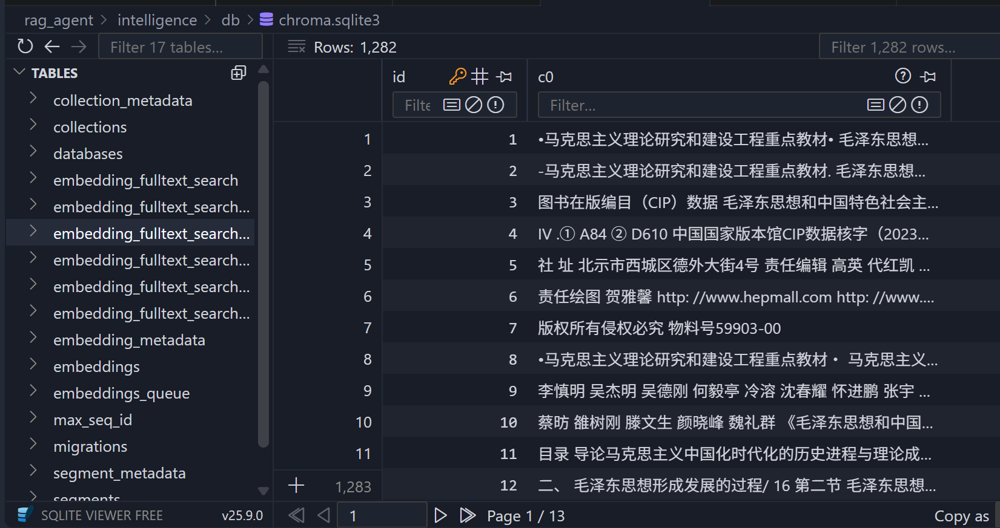 rag_agent > intelligence > db > chroma.sqlite3
Filter 17 tables...
Rows: 1,282
Filter 1,282 rows...
TABLES
collection_metadata
collections
databases
embedding_fulltext_search
embedding_fulltext_search...
embedding_fulltext_search...
embedding_fulltext_search...
embedding_fulltext_search...
embedding_fulltext_search...
embedding_metadata
embeddings
embeddings_queue
max_seq_id
migrations
segment_metadata
segments
SQLITE VIEWER FREE v25.9.0
id c0
Filte Filter...
1 1 •马克思主义理论研究和建设工程重点教材• 毛泽东思想...
2 2 -马克思主义理论研究和建设工程重点教材. 毛泽东思想...
3 3 图书在版编目（CIP）数据 毛泽东思想和中国特色社会主...
4 4 IV .① A84 ② D610 中国国家版本馆CIP数据核字（2023...
5 5 社 址 北示市西城区德外大街4号 责任编辑 高英 代红凯 ...
6 6 责任绘图 贺雅馨 http: //www.hepmall.com http: //www....
7 7 版权所有侵权必究 物料号59903-00
8 8 •马克思主义理论研究和建设工程重点教材• 马克思主义...
9 9 李慎明 吴杰明 吴德刚 何毅亭 冷溶 沈春耀 怀进鹏 张宇 ...
10 10 蔡昉 雒树刚 滕文生 颜晓峰 魏礼群 《毛泽东思想和中国...
11 11 目录 导论马克思主义中国化时代化的历史进程与理论成...
12 二、 毛泽东思想形成发展的过程/ 16 第二节 毛泽东思想...
1,283
1 Page 1 / 13
Copy as